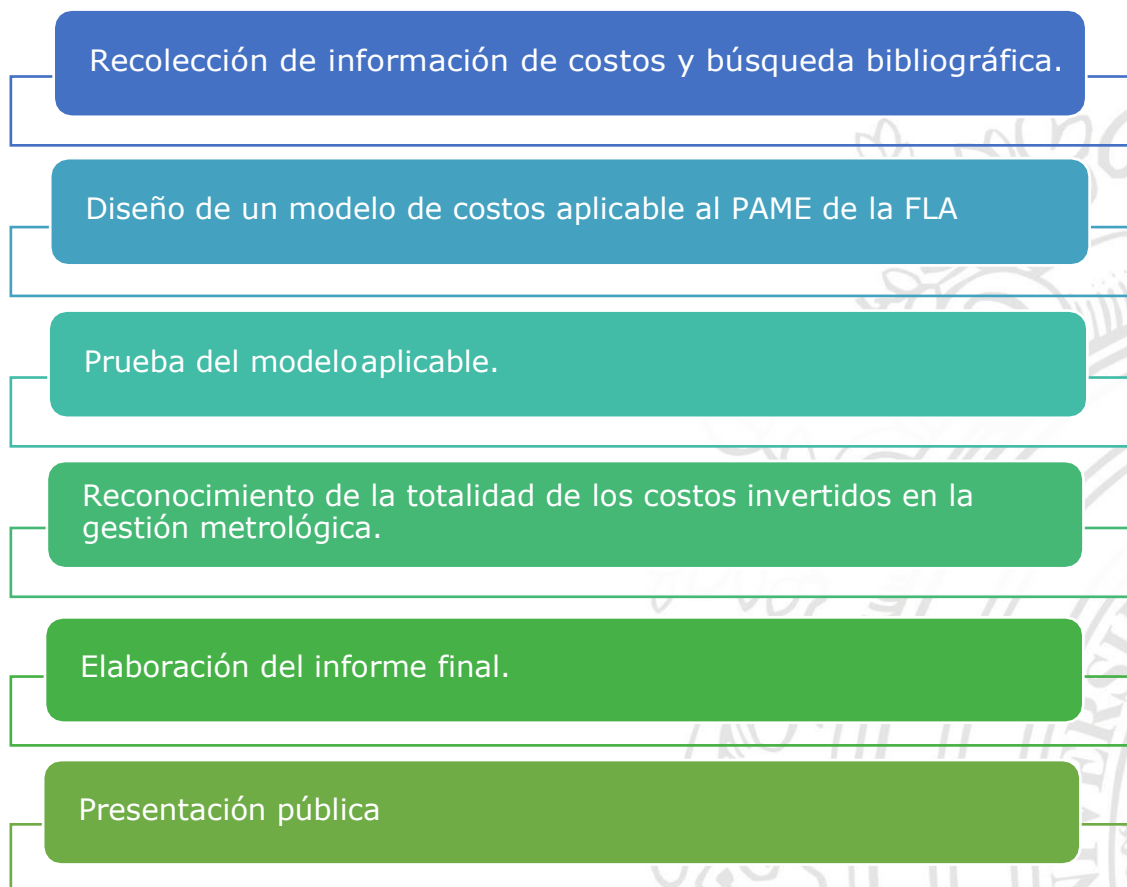 Recolección de información de costos y búsqueda bibliográfica.
Diseño de un modelo de costos aplicable al PAME de la FLA
Prueba del modelo aplicable.
Reconocimiento de la totalidad de los costos invertidos en la
gestión metrológica.
Elaboración del informe final.
Presentación pública